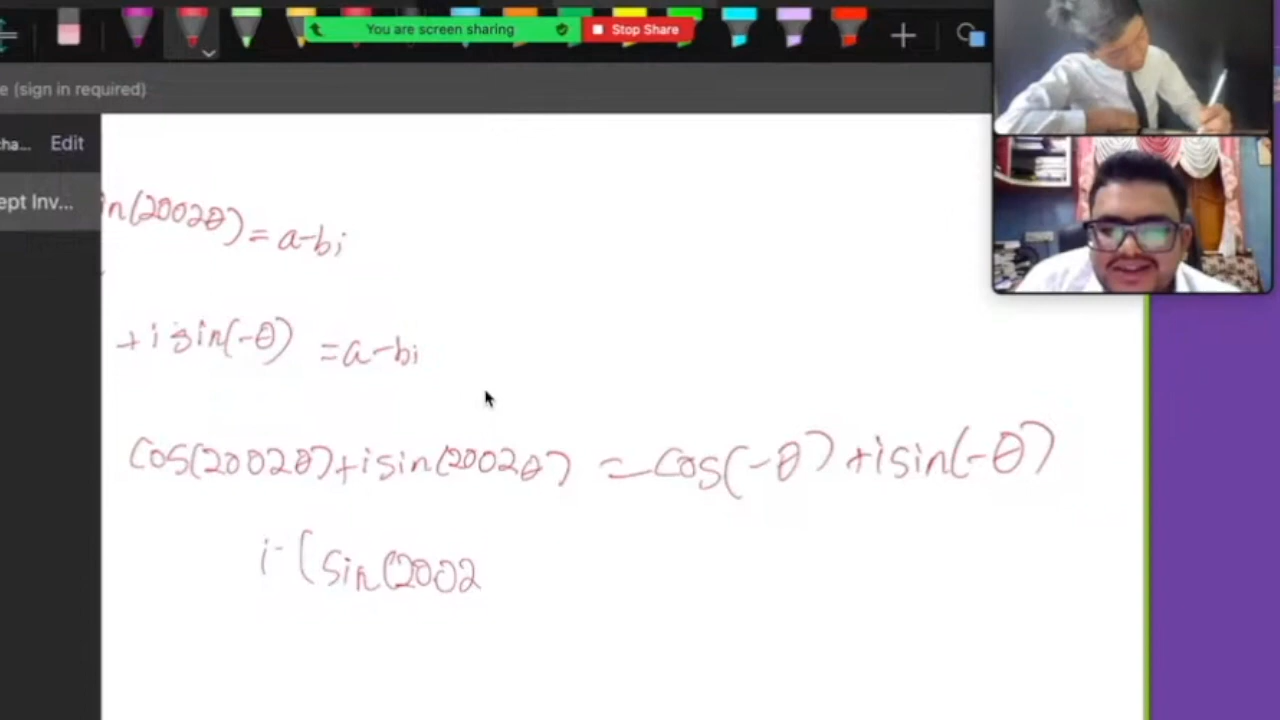 You are screen sharing Stop Share
e (sign in required)
ha... Edit
ept Inv...
in(2002θ) = a-bi
+ i sin(-θ) = a-bi
Cos(2002θ)+isin(2002θ) = Cos(-θ) + isin(-θ)
i (sin(2002